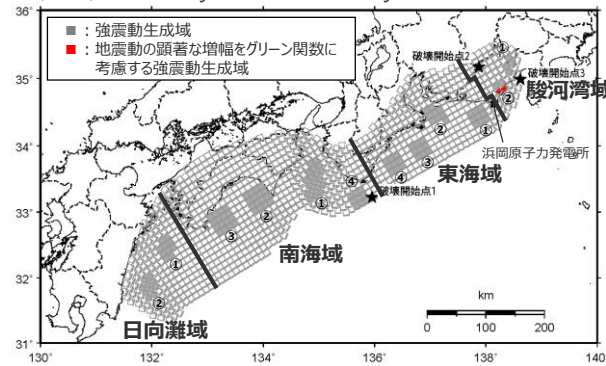 ■：強震動生成域
■：地震動の顕著な増幅をグリーン関数に
考慮する強震動生成域
36°
35°
34°
33°
32°
31°
破壊開始点2
①
破壊開始点3
②
駿河湾域
浜岡原子力発電所
②
①
③
④
東海域
④
破壊開始点1
①
②
③
南海域
①
②
日向灘域
km
0 100 200
130° 132° 134° 136° 138° 140°